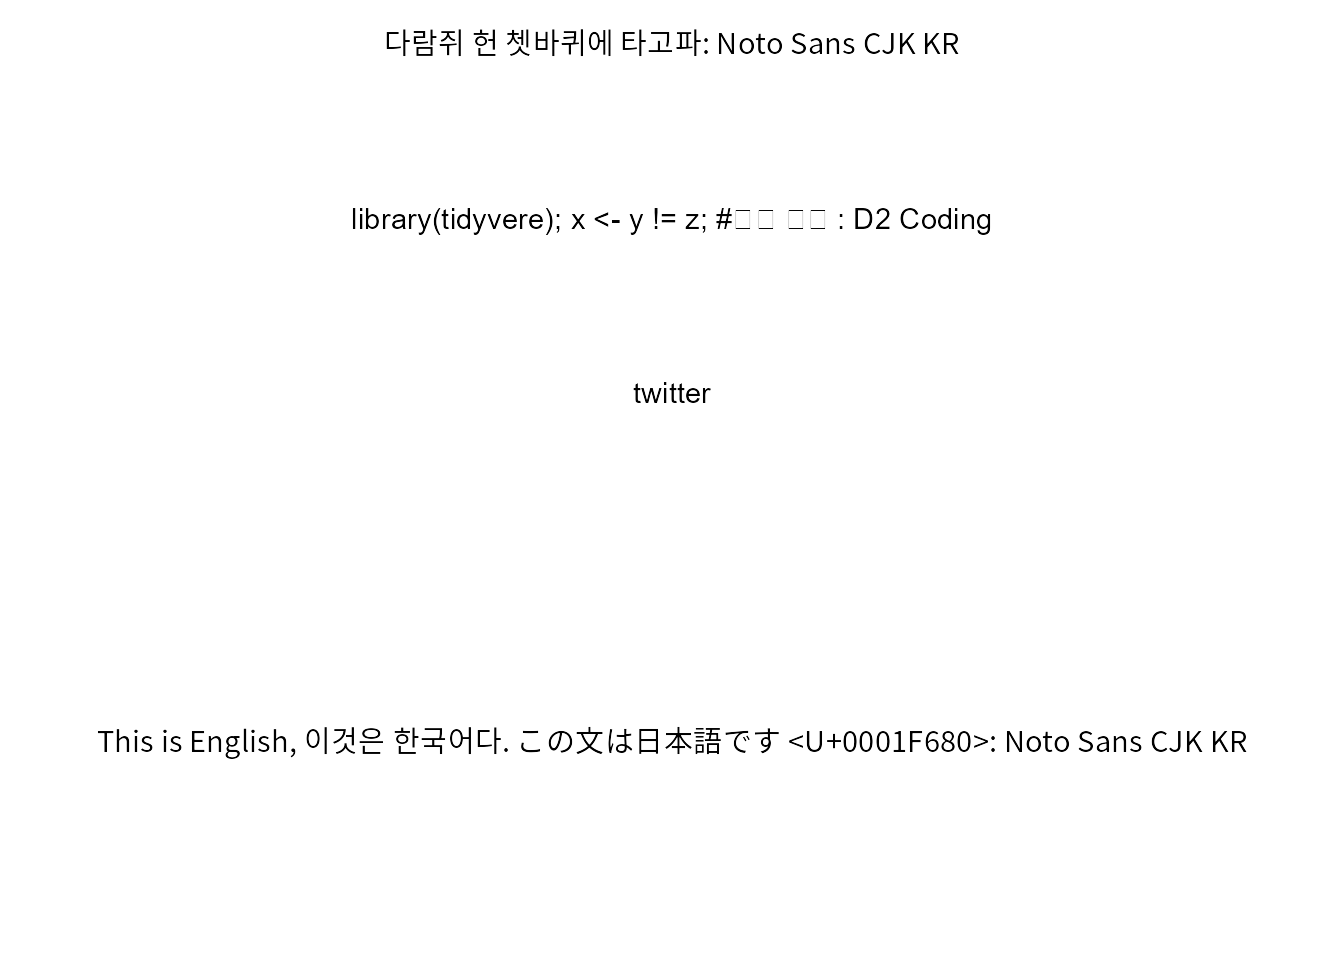 다람쥐 헌 쳇바퀴에 타고파: Noto Sans CJK KR
library(tidyvere); x <- y != z; #□□ □□ : D2 Coding
twitter
This is English, 이것은 한국어다. この文は日本語です <U+0001F680>: Noto Sans CJK KR